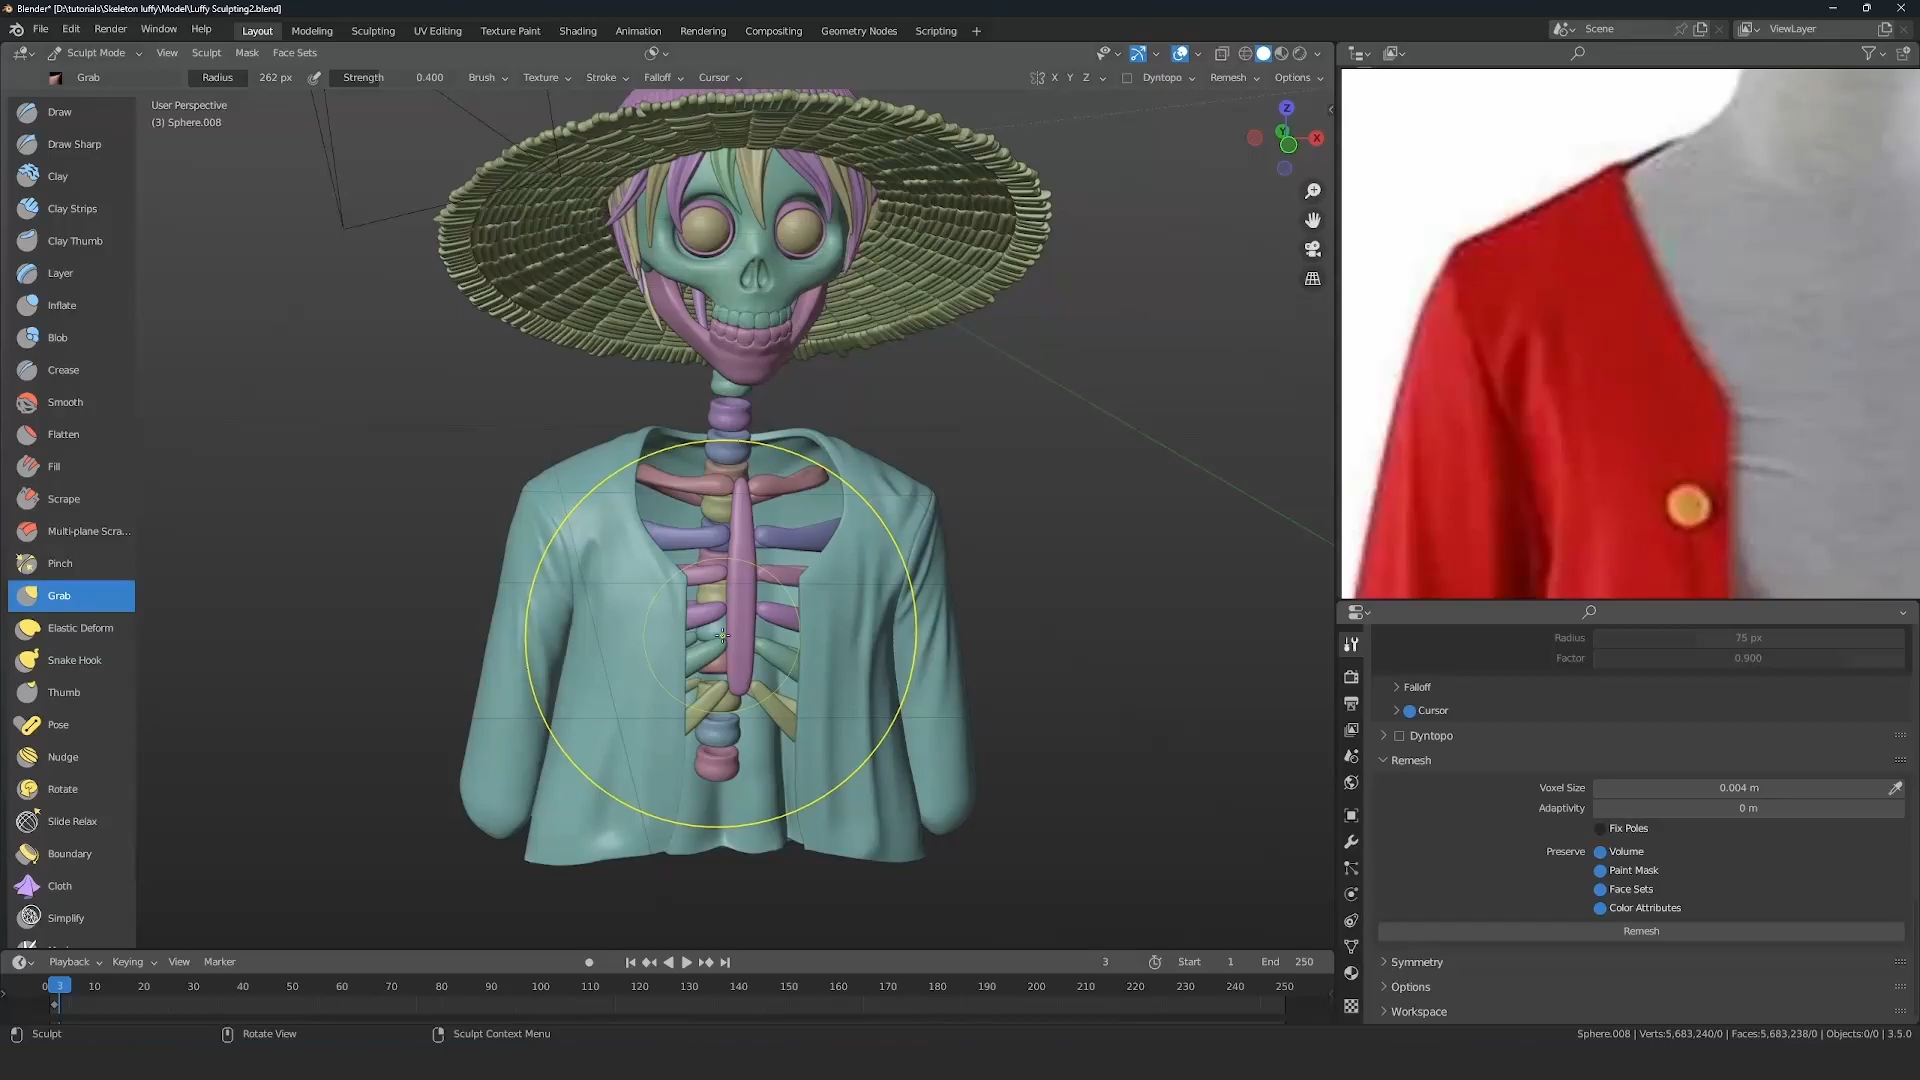 Blender* [D:\tutorials\Skeleton luffy\Model\Luffy Sculpting2.blend]
File Edit Render Window Help Layout Modeling Sculpting UV Editing Texture Paint Shading Animation Rendering Compositing Geometry Nodes Scripting + Scene ViewLayer
Sculpt Mode View Sculpt Mask Face Sets
Grab Radius 262 px Strength 0.400 Brush Texture Stroke Falloff Cursor X Y Z Dyntopo Remesh Options
User Perspective
(3) Sphere.008
Z
Y
X
Draw
Draw Sharp
Clay
Clay Strips
Clay Thumb
Layer
Inflate
Blob
Crease
Smooth
Flatten
Fill
Scrape
Multi-plane Scra...
Pinch
Grab
Elastic Deform
Snake Hook
Thumb
Pose
Nudge
Rotate
Slide Relax
Boundary
Cloth
Simplify
Radius 75 px
Factor 0.900
Falloff
Cursor
Dyntopo
Remesh
Voxel Size 0.004 m
Adaptivity 0 m
Fix Poles
Preserve Volume
Paint Mask
Face Sets
Color Attributes
Remesh
Symmetry
Options
Workspace
Playback Keying View Marker 3 Start 1 End 250
0 3 10 20 30 40 50 60 70 80 90 100 110 120 130 140 150 160 170 180 190 200 210 220 230 240 250
Sculpt Rotate View Sculpt Context Menu Sphere.008 | Verts:5,683,240/0 | Faces:5,683,238/0 | Objects:0/0 | 3.5.0